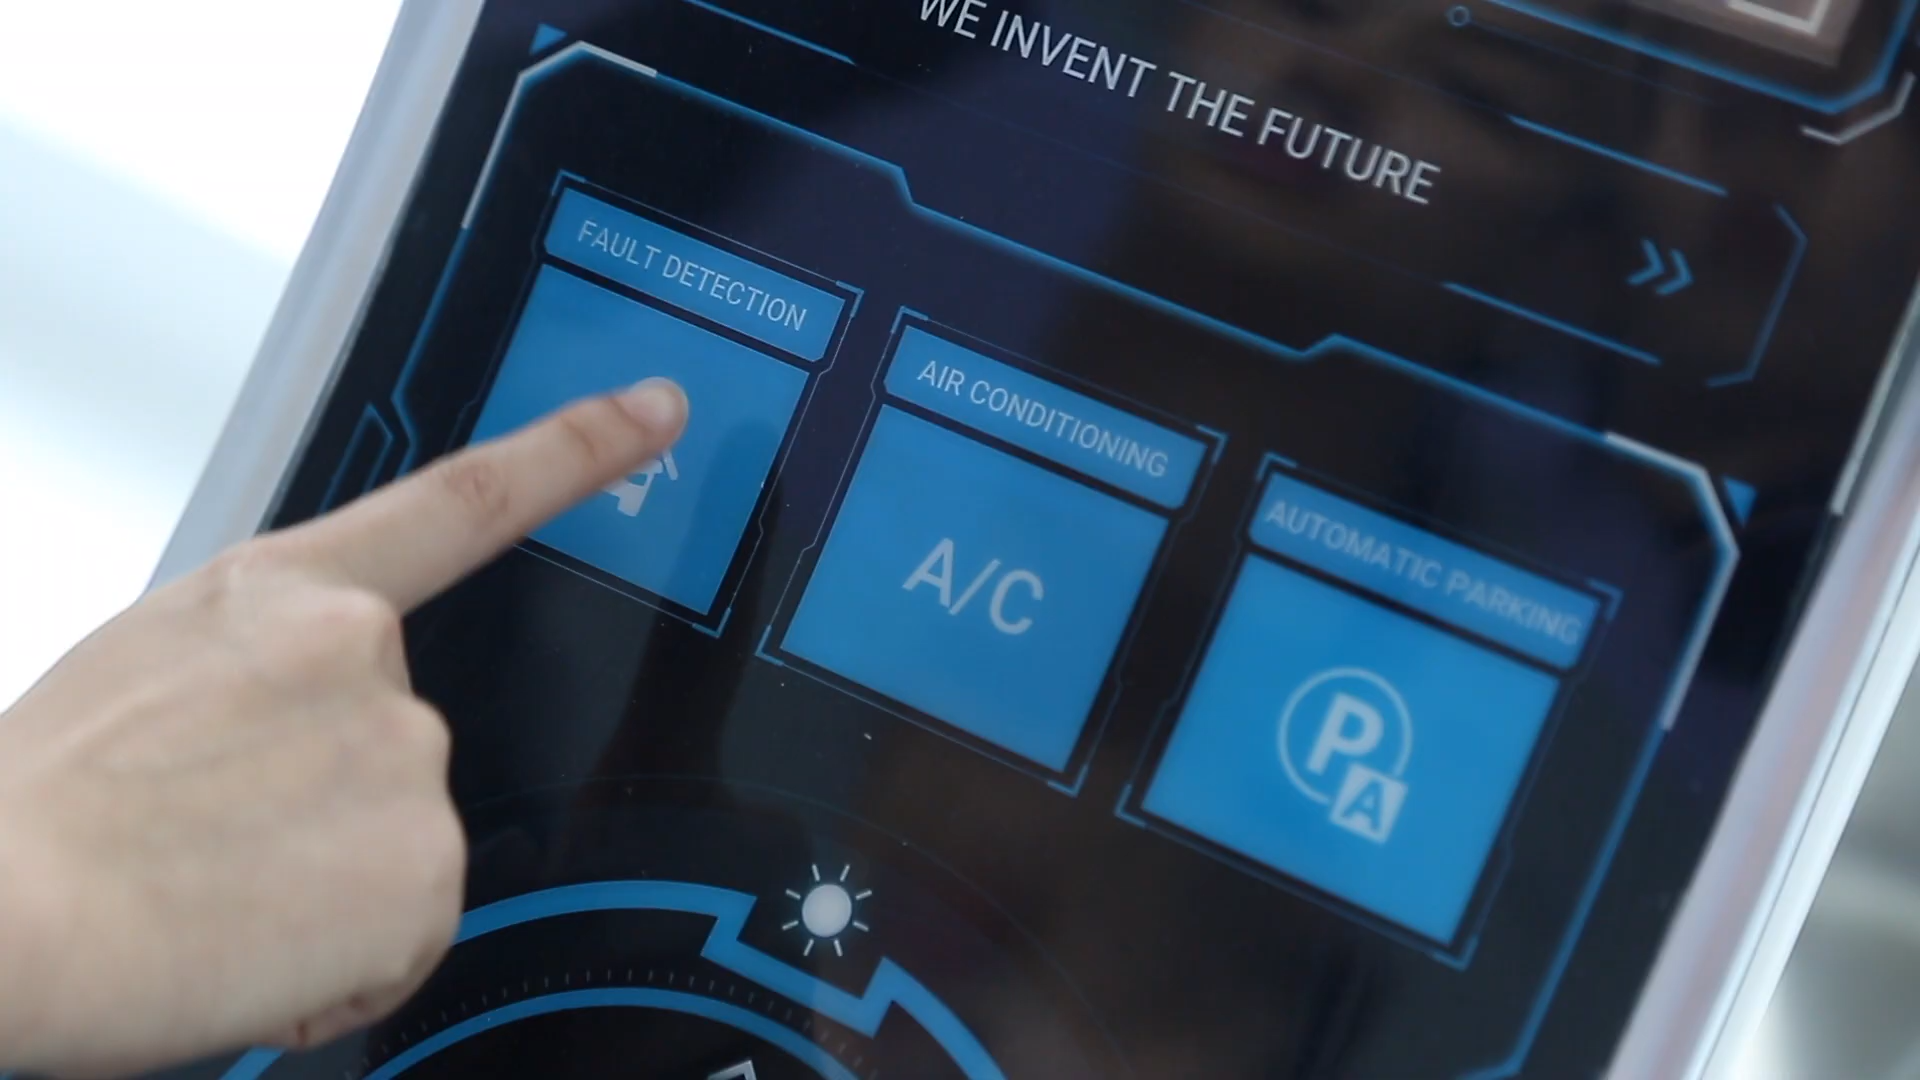 WE INVENT THE FUTURE
FAULT DETECTION
AIR CONDITIONING
A/C
AUTOMATIC PARKING
P
A